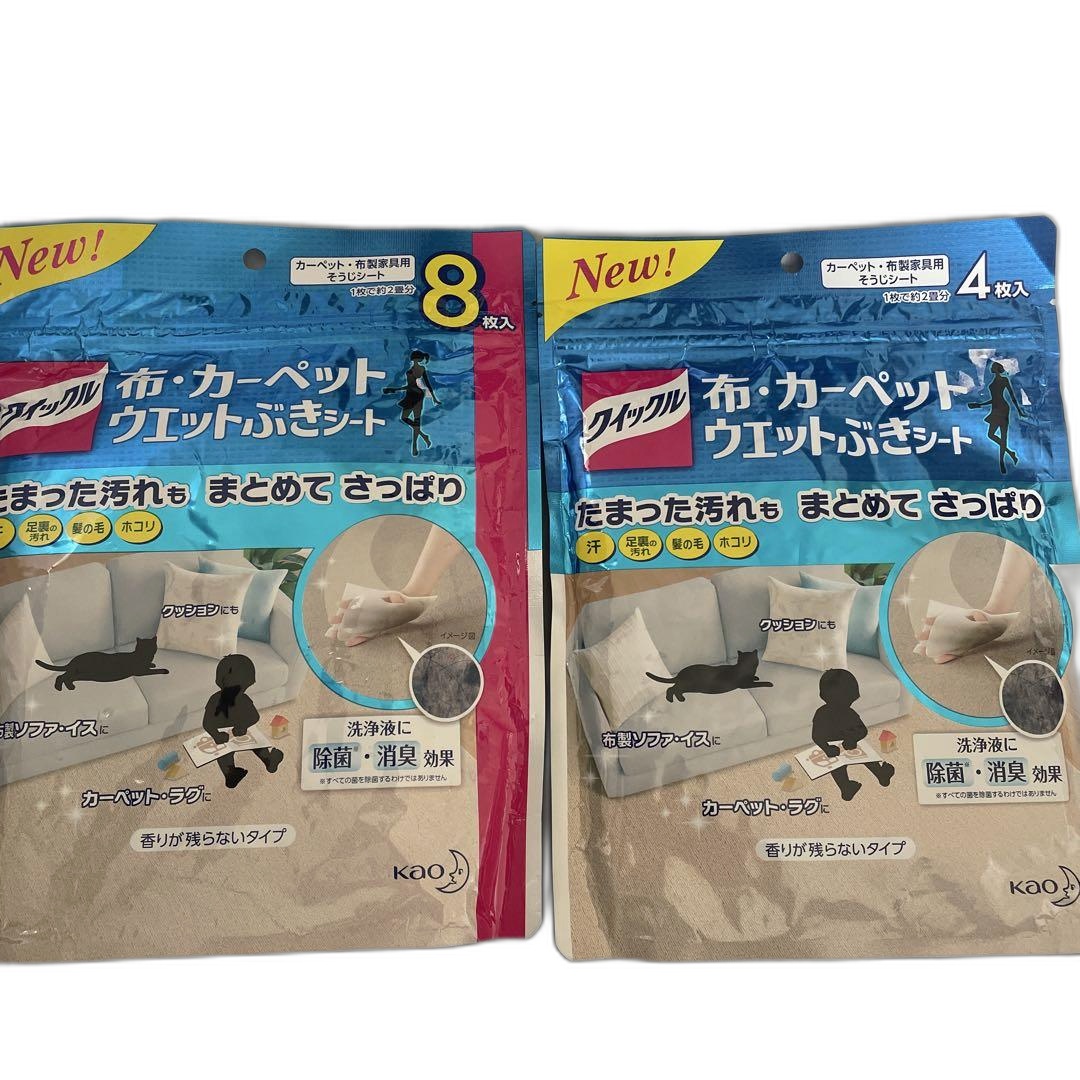 New!
カーペット・布製家具用
そうじシート
1枚で約2畳分
8枚入
クイックル
布・カーペット
ウエットぶきシート
たまった汚れも まとめて さっぱり
汗
足裏の
汚れ
髪の毛
ホコリ
クッションにも
イメージ図
布製ソファ・イスに
洗浄液に
除菌※・消臭 効果
※すべての菌を除菌するわけではありません
カーペット・ラグに
香りが残らないタイプ
Kao
New!
カーペット・布製家具用
そうじシート
1枚で約2畳分
4枚入
クイックル
布・カーペット
ウエットぶきシート
たまった汚れも まとめて さっぱり
汗
足裏の
汚れ
髪の毛
ホコリ
クッションにも
イメージ図
布製ソファ・イスに
洗浄液に
除菌※・消臭 効果
※すべての菌を除菌するわけではありません
カーペット・ラグに
香りが残らないタイプ
Kao